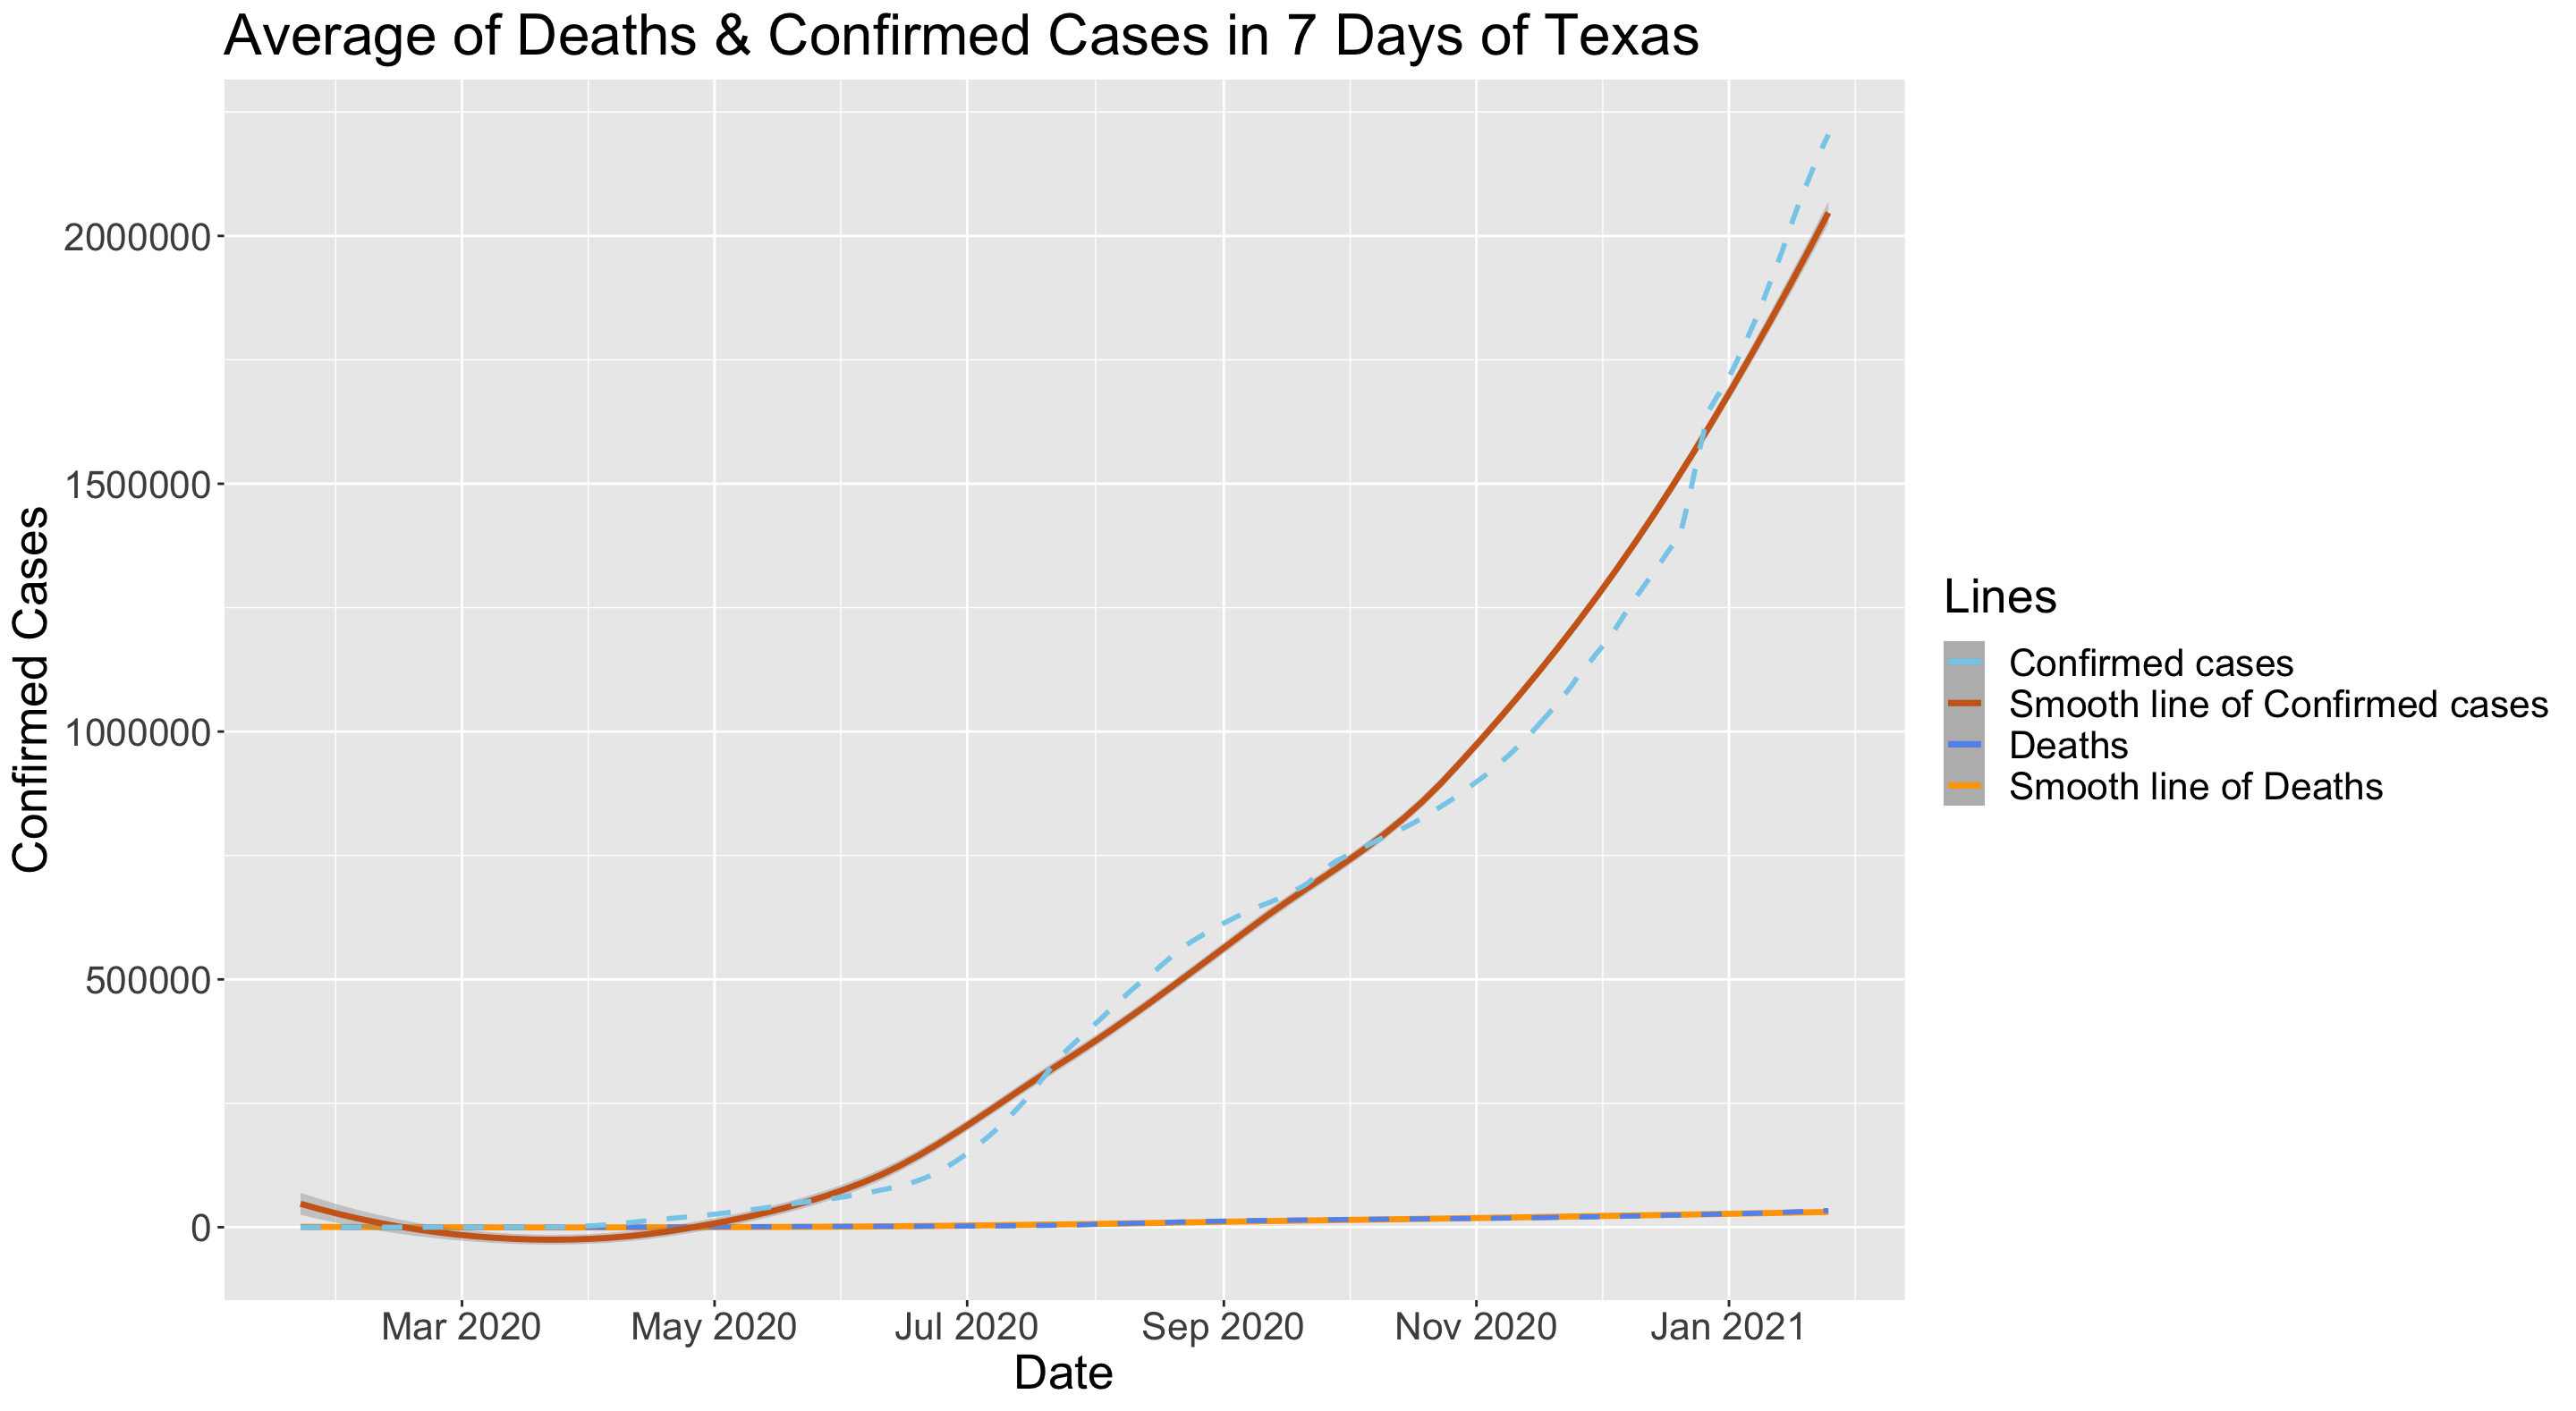 Average of Deaths & Confirmed Cases in 7 Days of Texas
Confirmed Cases
2000000
1500000
1000000
500000
0
Mar 2020
May 2020
Jul 2020
Sep 2020
Nov 2020
Jan 2021
Date
Lines
Confirmed cases
Smooth line of Confirmed cases
Deaths
Smooth line of Deaths